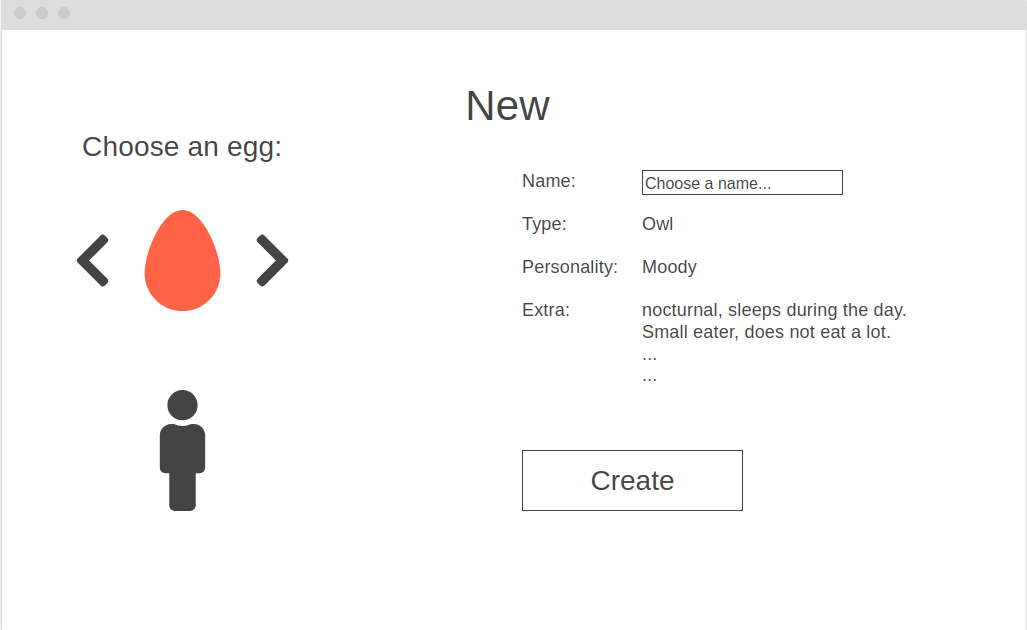 New
Choose an egg:
Name: Choose a name...
Type: Owl
Personality: Moody
Extra: nocturnal, sleeps during the day.
Small eater, does not eat a lot.
...
...
Create